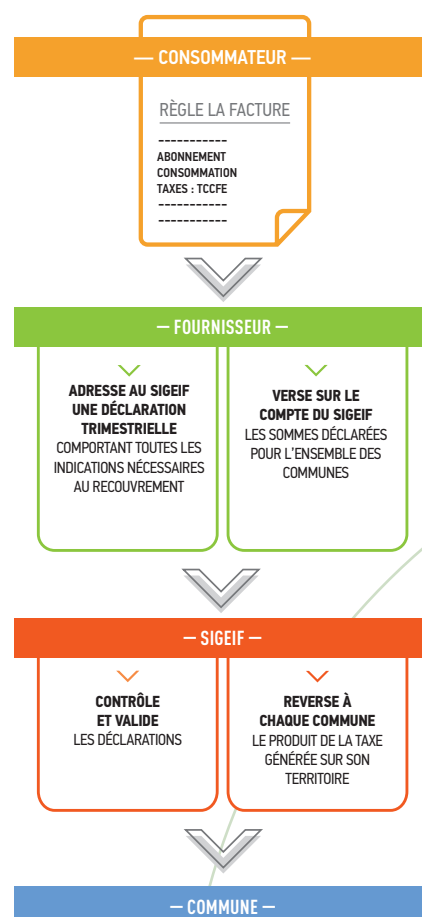 — CONSOMMATEUR —
RÈGLE LA FACTURE
-----------
ABONNEMENT
CONSOMMATION
TAXES : TCCFE
-----------
-----------
— FOURNISSEUR —
ADRESSE AU SIGEIF
UNE DÉCLARATION
TRIMESTRIELLE
COMPORTANT TOUTES LES
INDICATIONS NÉCESSAIRES
AU RECOUVREMENT
VERSE SUR LE
COMPTE DU SIGEIF
LES SOMMES DÉCLARÉES
POUR L’ENSEMBLE DES
COMMUNES
— SIGEIF —
CONTRÔLE
ET VALIDE
LES DÉCLARATIONS
REVERSE À
CHAQUE COMMUNE
LE PRODUIT DE LA TAXE
GÉNÉRÉE SUR SON
TERRITOIRE
— COMMUNE —